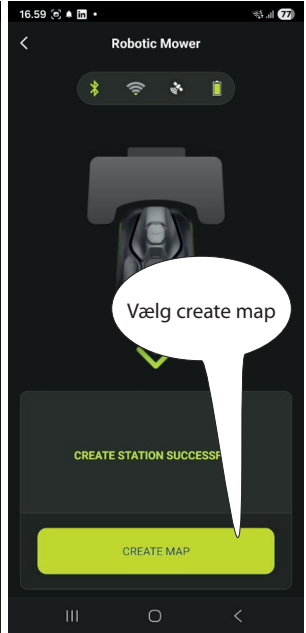 16.59
77
Robotic Mower
Vælg create map
CREATE STATION SUCCESSF
CREATE MAP